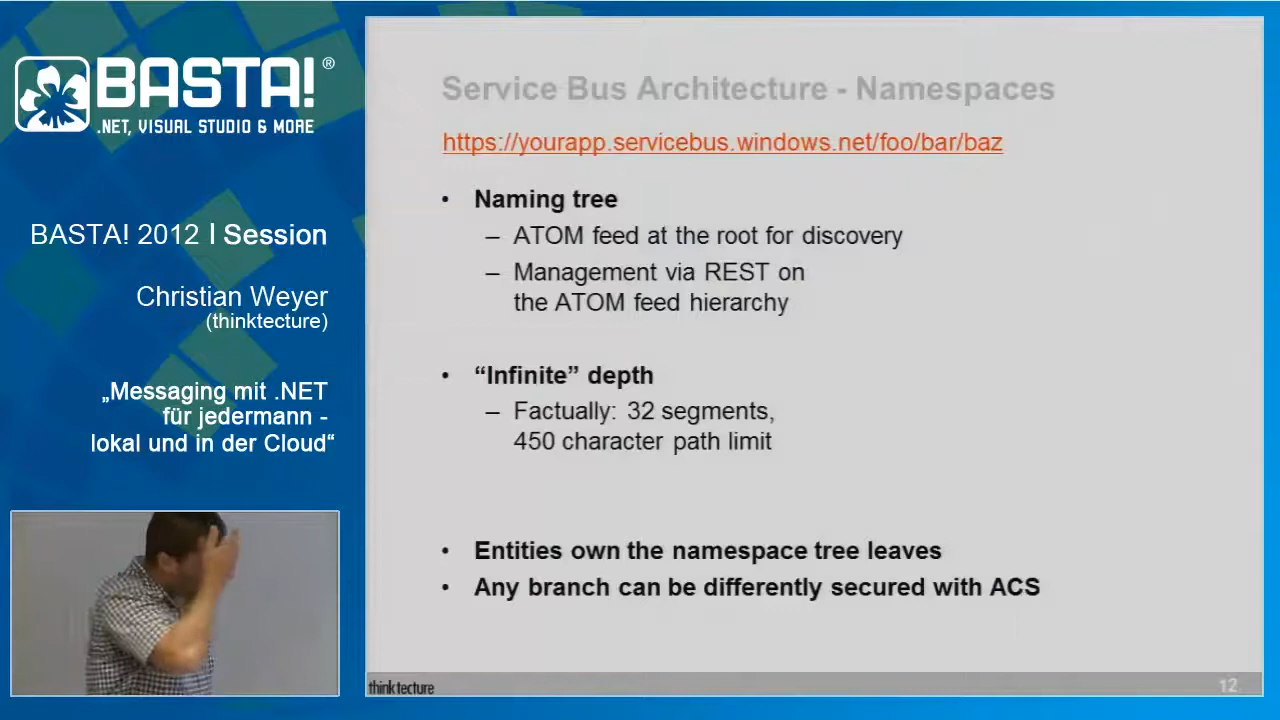 BASTA! ®
.NET, VISUAL STUDIO & MORE
BASTA! 2012 I Session
Christian Weyer
(thinktecture)
„Messaging mit .NET
für jedermann -
lokal und in der Cloud“
Service Bus Architecture - Namespaces
https://yourapp.servicebus.windows.net/foo/bar/baz
• Naming tree
– ATOM feed at the root for discovery
– Management via REST on
the ATOM feed hierarchy
• “Infinite” depth
– Factually: 32 segments,
450 character path limit
• Entities own the namespace tree leaves
• Any branch can be differently secured with ACS
thinktecture
12